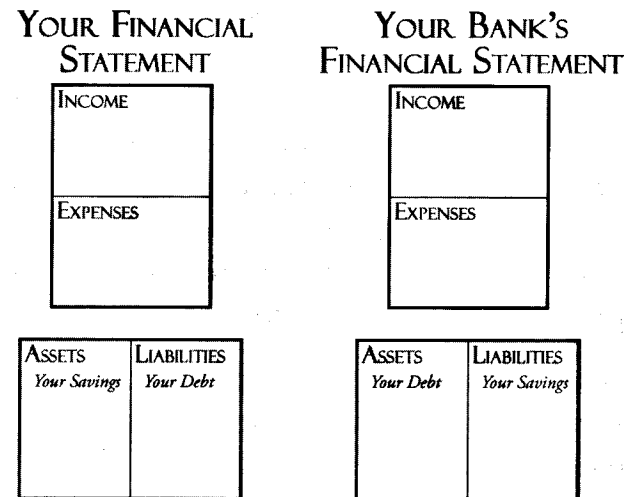 YOUR FINANCIAL
STATEMENT
INCOME
EXPENSES
ASSETS
Your Savings
LIABILITIES
Your Debt
YOUR BANK'S
FINANCIAL STATEMENT
INCOME
EXPENSES
ASSETS
Your Debt
LIABILITIES
Your Savings